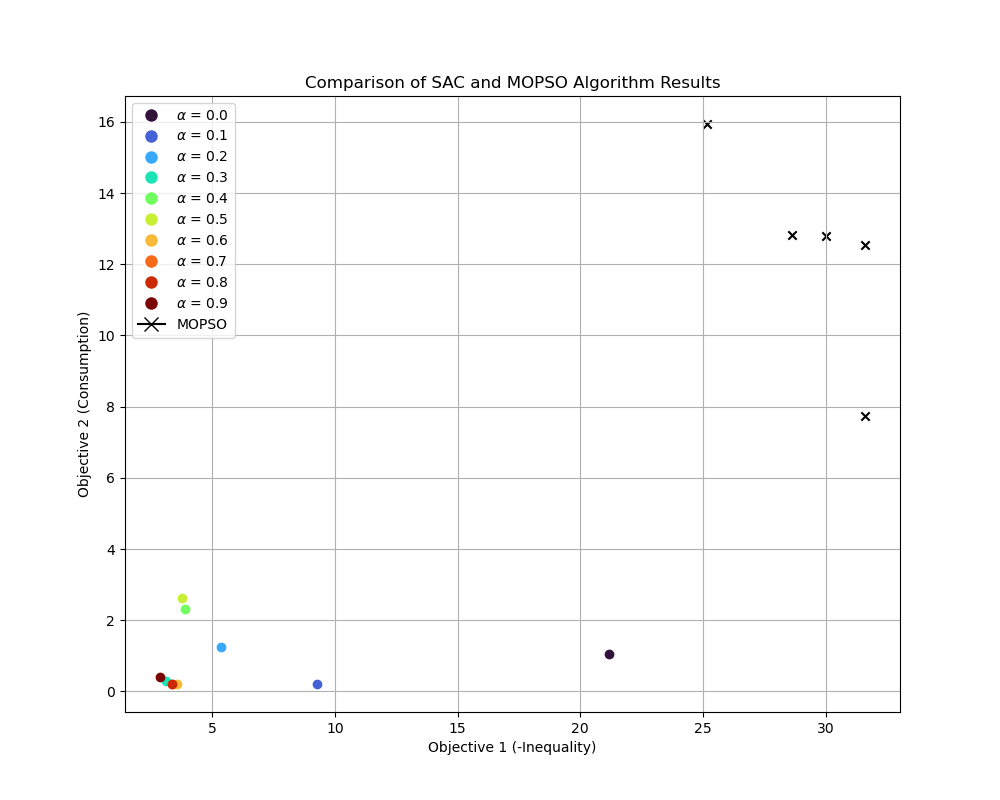 Comparison of SAC and MOPSO Algorithm Results
α = 0.0
α = 0.1
α = 0.2
α = 0.3
α = 0.4
α = 0.5
α = 0.6
α = 0.7
α = 0.8
α = 0.9
MOPSO
Objective 2 (Consumption)
16
14
12
10
8
6
4
2
0
5 10 15 20 25 30
Objective 1 (-Inequality)